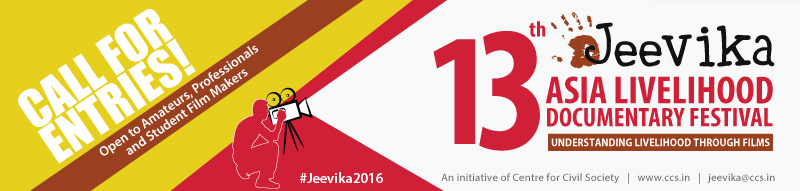 CALL FOR
ENTRIES!
Open to Amateurs, Professionals
and Student Film Makers
#Jeevika2016
13th
Jeevika
ASIA LIVELIHOOD
DOCUMENTARY FESTIVAL
UNDERSTANDING LIVELIHOOD THROUGH FILMS
An initiative of Centre for Civil Society | www.ccs.in | jeevika@ccs.in